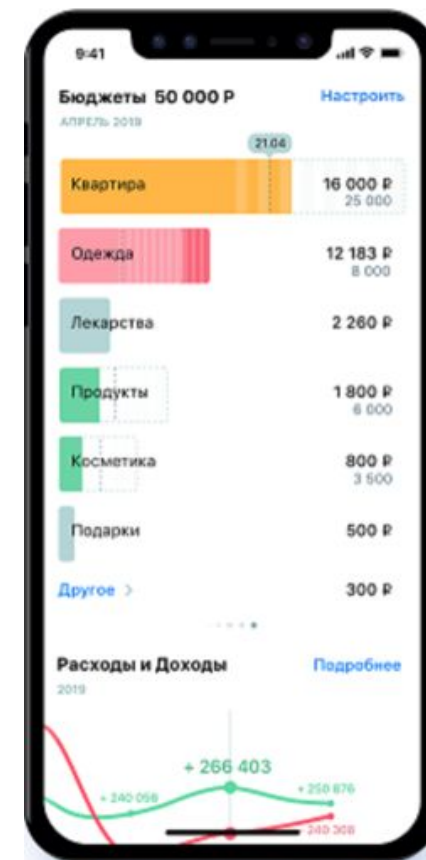 9:41
Бюджеты 50 000 Р Настроить
АПРЕЛЬ 2019
21.04
Квартира 16 000 ₽
25 000
Одежда 12 183 ₽
8 000
Лекарства 2 260 ₽
Продукты 1 800 ₽
6 000
Косметика 800 ₽
3 500
Подарки 500 ₽
Другое > 300 ₽
Расходы и Доходы Подробнее
2019
+ 266 403
+ 240 056 + 250 876
- 240 308